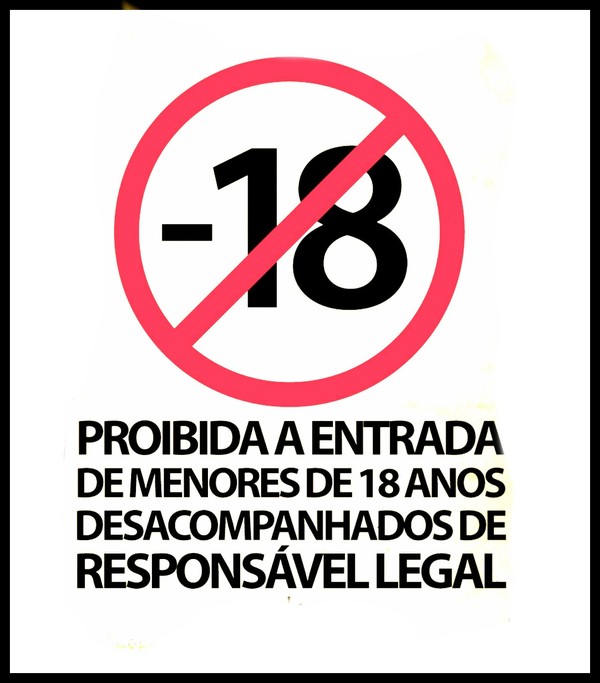 -18
PROIBIDA A ENTRADA
DE MENORES DE 18 ANOS
DESACOMPANHADOS DE
RESPONSÁVEL LEGAL